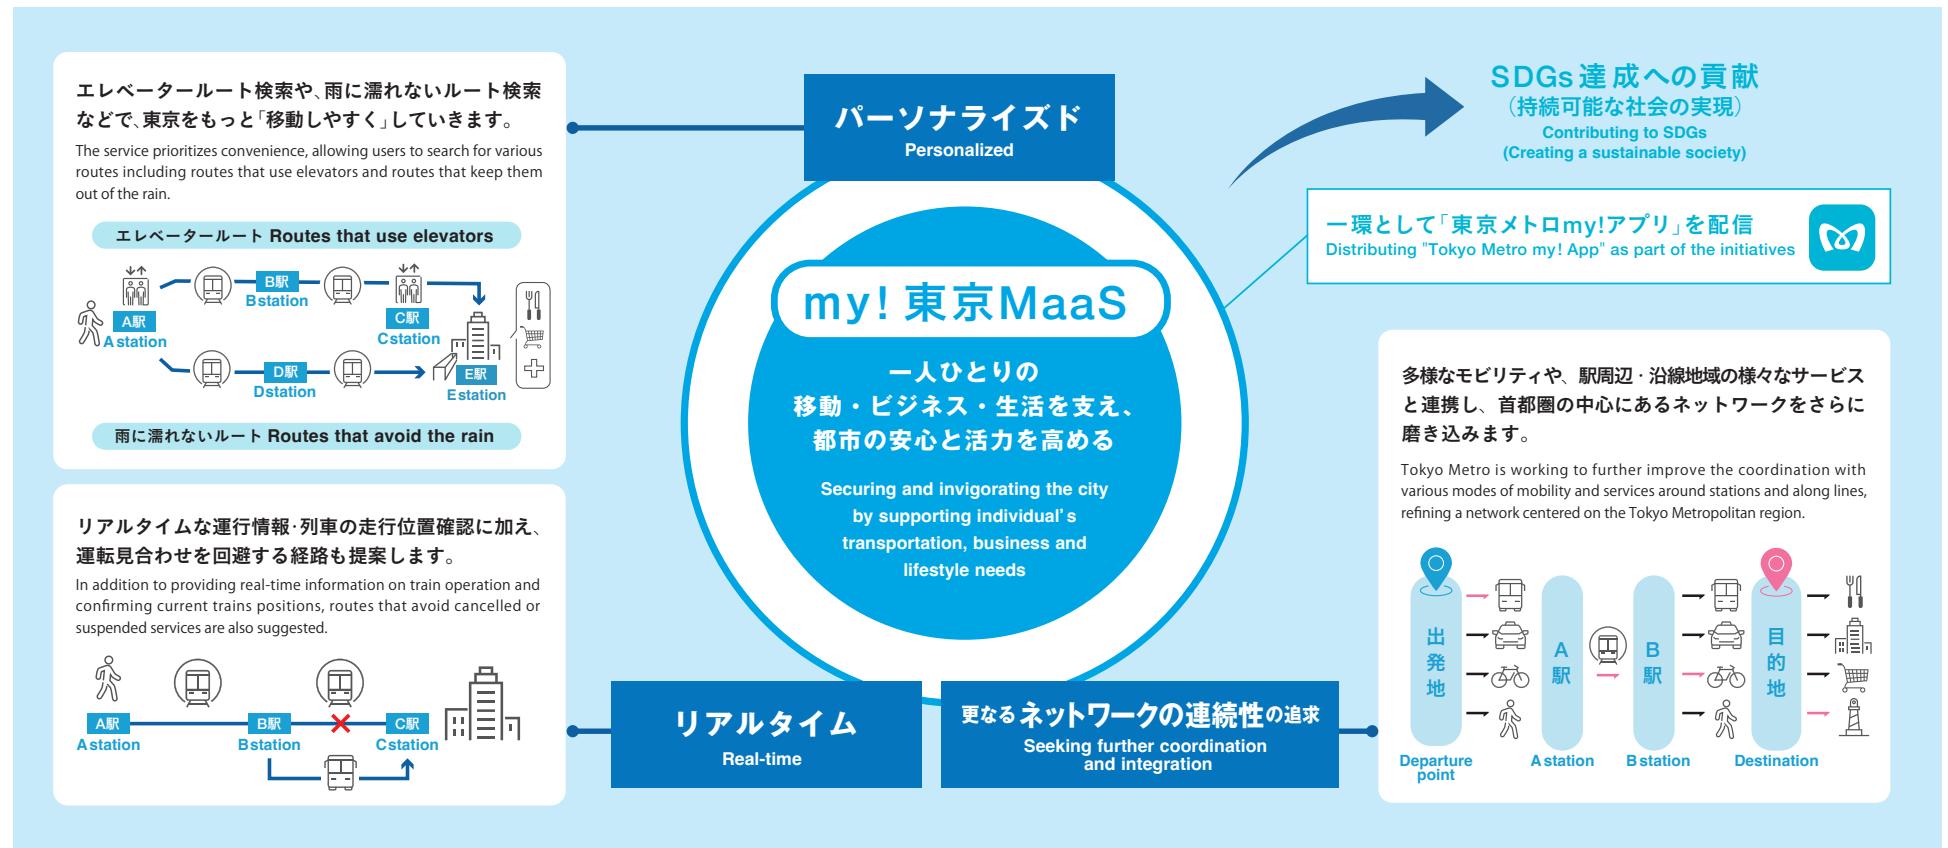 エレベータールート検索や、雨に濡れないルート検索
などで、東京をもっと「移動しやすく」していきます。
The service prioritizes convenience, allowing users to search for various
routes including routes that use elevators and routes that keep them
out of the rain.
エレベータールート Routes that use elevators
A駅
A station
B駅
B station
C駅
C station
D駅
D station
E駅
E station
雨に濡れないルート Routes that avoid the rain
リアルタイムな運行情報・列車の走行位置確認に加え、
運転見合わせを回避する経路も提案します。
In addition to providing real-time information on train operation and
confirming current trains positions, routes that avoid cancelled or
suspended services are also suggested.
A駅
A station
B駅
B station
C駅
C station
パーソナライズド
Personalized
my! 東京MaaS
一人ひとりの
移動・ビジネス・生活を支え、
都市の安心と活力を高める
Securing and invigorating the city
by supporting individual's
transportation, business and
lifestyle needs
リアルタイム
Real-time
更なるネットワークの連続性の追求
Seeking further coordination
and integration
SDGs達成への貢献
（持続可能な社会の実現）
Contributing to SDGs
(Creating a sustainable society)
一環として「東京メトロmy!アプリ」を配信
Distributing "Tokyo Metro my! App" as part of the initiatives
多様なモビリティや、駅周辺・沿線地域の様々なサービス
と連携し、首都圏の中心にあるネットワークをさらに
磨き込みます。
Tokyo Metro is working to further improve the coordination with
various modes of mobility and services around stations and along lines,
refining a network centered on the Tokyo Metropolitan region.
出発地
Departure
point
A駅
A station
B駅
B station
目的地
Destination